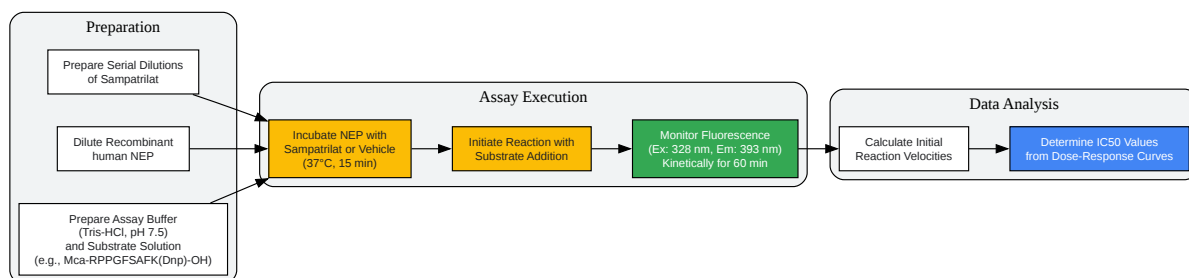 Preparation
Prepare Serial Dilutions
of Sampatrilat
Dilute Recombinant
human NEP
Prepare Assay Buffer
(Tris-HCl, pH 7.5)
and Substrate Solution
(e.g., Mca-RPPGFSAFK(Dnp)-OH)
Assay Execution
Incubate NEP with
Sampatrilat or Vehicle
(37°C, 15 min)
Initiate Reaction with
Substrate Addition
Monitor Fluorescence
(Ex: 328 nm, Em: 393 nm)
Kinetically for 60 min
Data Analysis
Calculate Initial
Reaction Velocities
Determine IC50 Values
from Dose-Response Curves